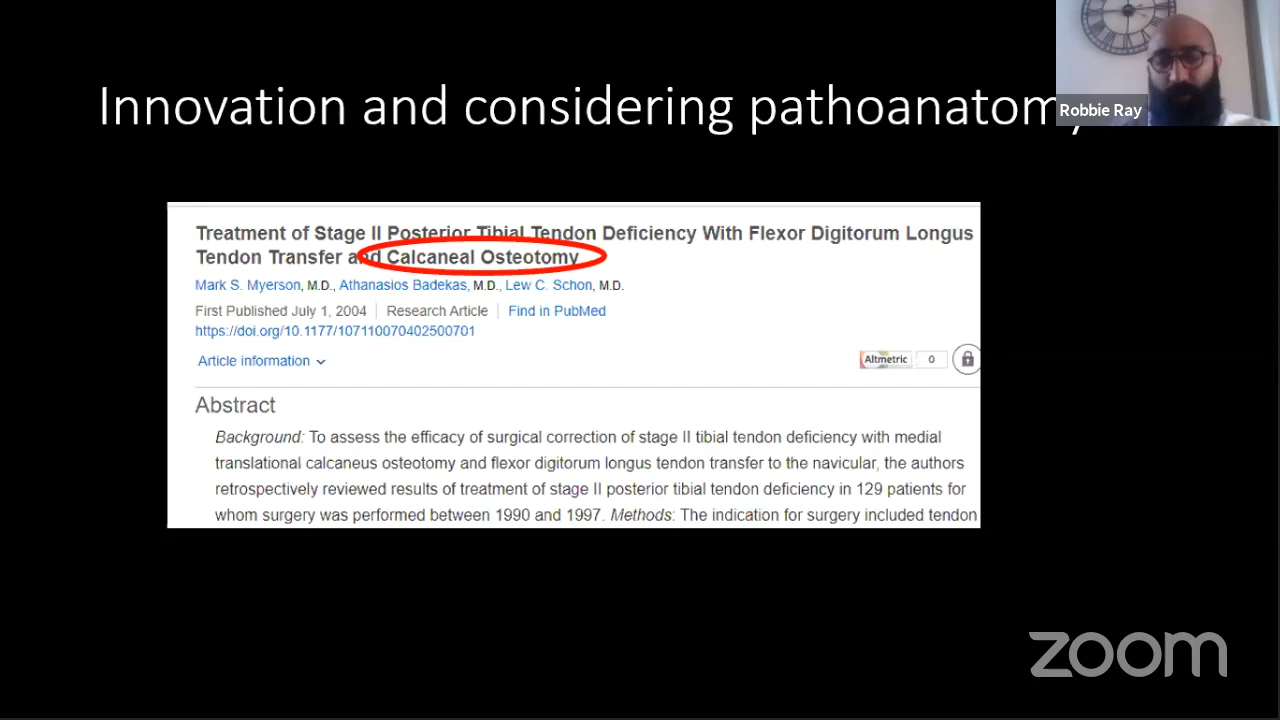 Innovation and considering pathoanatomy
Robbie Ray
Treatment of Stage II Posterior Tibial Tendon Deficiency With Flexor Digitorum Longus
Tendon Transfer and Calcaneal Osteotomy
Mark S. Myerson, M.D., Athanasios Badekas, M.D., Lew C. Schon, M.D.
First Published July 1, 2004 Research Article Find in PubMed
https://doi.org/10.1177/107110070402500701
Article information
Altmetric 0
Abstract
Background: To assess the efficacy of surgical correction of stage II tibial tendon deficiency with medial
translational calcaneus osteotomy and flexor digitorum longus tendon transfer to the navicular, the authors
retrospectively reviewed results of treatment of stage II posterior tibial tendon deficiency in 129 patients for
whom surgery was performed between 1990 and 1997. Methods: The indication for surgery included tendon
zoom